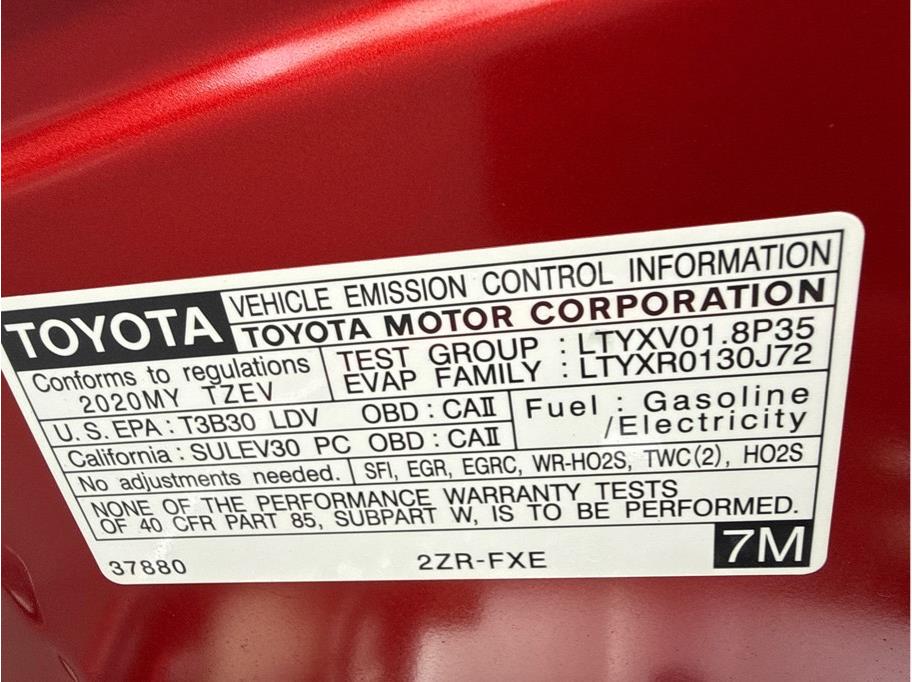 TOYOTA VEHICLE EMISSION CONTROL INFORMATION
TOYOTA MOTOR CORPORATION
Conforms to regulations
2020MY TZEV
TEST GROUP : LTYXV01.8P35
EVAP FAMILY : LTYXR0130J72
U.S. EPA : T3B30 LDV OBD : CAII
California : SULEV30 PC OBD : CAII
Fuel : Gasoline
/Electricity
No adjustments needed. SFI, EGR, EGRC, WR-HO2S, TWC(2), HO2S
NONE OF THE PERFORMANCE WARRANTY TESTS
OF 40 CFR PART 85, SUBPART W, IS TO BE PERFORMED.
37880 2ZR-FXE 7M